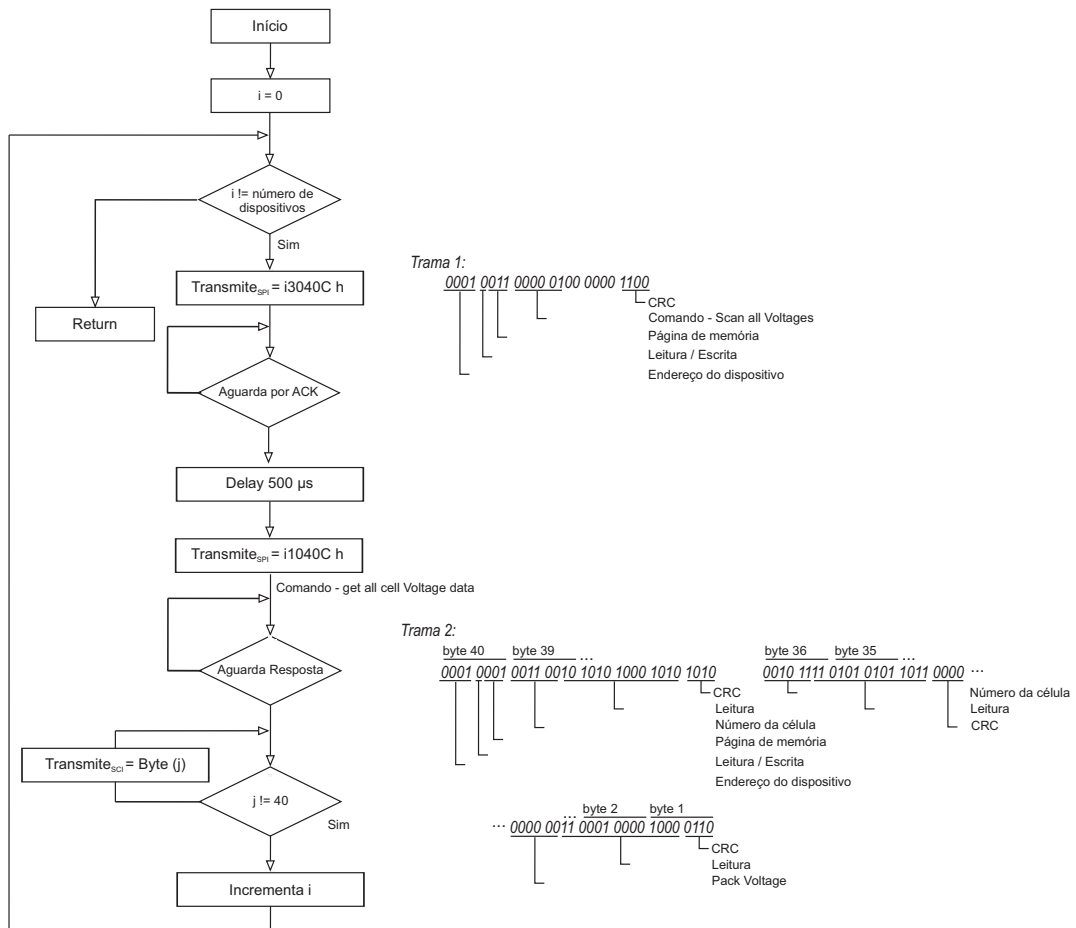 Início
i = 0
i != número de
dispositivos
Sim
Transmite SPI = i3040C h
Return
Aguarda por ACK
Delay 500 µs
Transmite SPI = i1040C h
Comando - get all cell Voltage data
Aguarda Resposta
Transmite SCI = Byte (j)
j != 40
Sim
Incrementa i
Trama 1:
0001 0011 0000 0100 0000 1100
CRC
Comando - Scan all Voltages
Página de memória
Leitura / Escrita
Endereço do dispositivo
Trama 2:
byte 40 byte 39 ...
0001 0001 0011 0010 1010 1000 1010 1010
CRC
Leitura
Número da célula
Página de memória
Leitura / Escrita
Endereço do dispositivo
byte 36 byte 35 ...
0010 1111 0101 0101 1011 0000 ...
Número da célula
Leitura
CRC
... byte 2 byte 1
... 0000 0011 0001 0000 1000 0110
CRC
Leitura
Pack Voltage